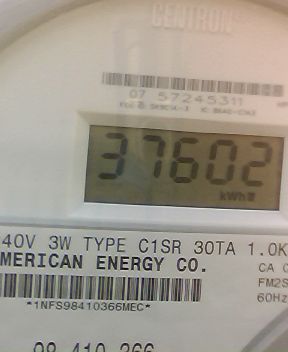 CENTRON
07 57245311
37602
kWh
40V 3W TYPE C1SR 30TA 1.0K
MERICAN ENERGY CO.
CA 0
FM2S
60Hz
*1NFS98410366MEC*
98 410 366